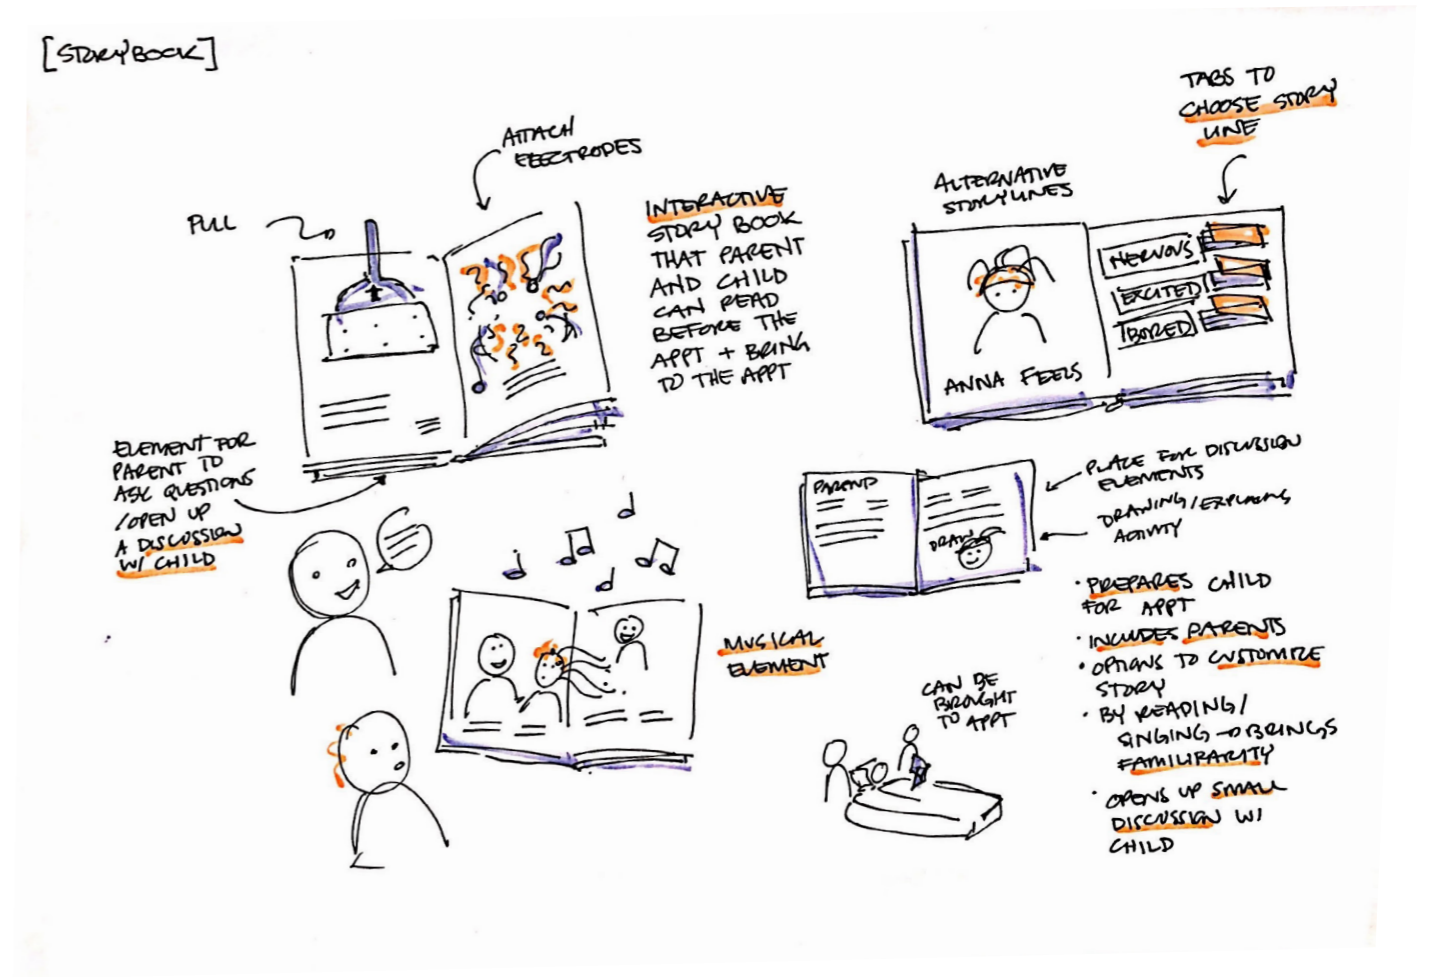 [STORYBOOK]
PULL
ATTACH
ELECTRODES
INTERACTIVE
STORY BOOK
THAT PARENT
AND CHILD
CAN READ
BEFORE THE
APPT + BRING
TO THE APPT
ELEMENT FOR
PARENT TO
ASK QUESTIONS
/OPEN UP
A DISCUSSION
W/ CHILD
MUSICAL
ELEMENT
TABS TO
CHOOSE STORY
LINE
ALTERNATIVE
STORYLINES
NERVOUS
EXCITED
BORED
ANNA FEELS
PARENT
DRAW
PLACE FOR DISCUSSION
ELEMENTS
DRAWING/EXPLAINING
ACTIVITY
CAN BE
BROUGHT
TO APPT
• PREPARES CHILD
FOR APPT
• INCLUDES PARENTS
• OPTIONS TO CUSTOMIZE
STORY
• BY READING/
SINGING → BRINGS
FAMILIARITY
• OPENS UP SMALL
DISCUSSION W/
CHILD